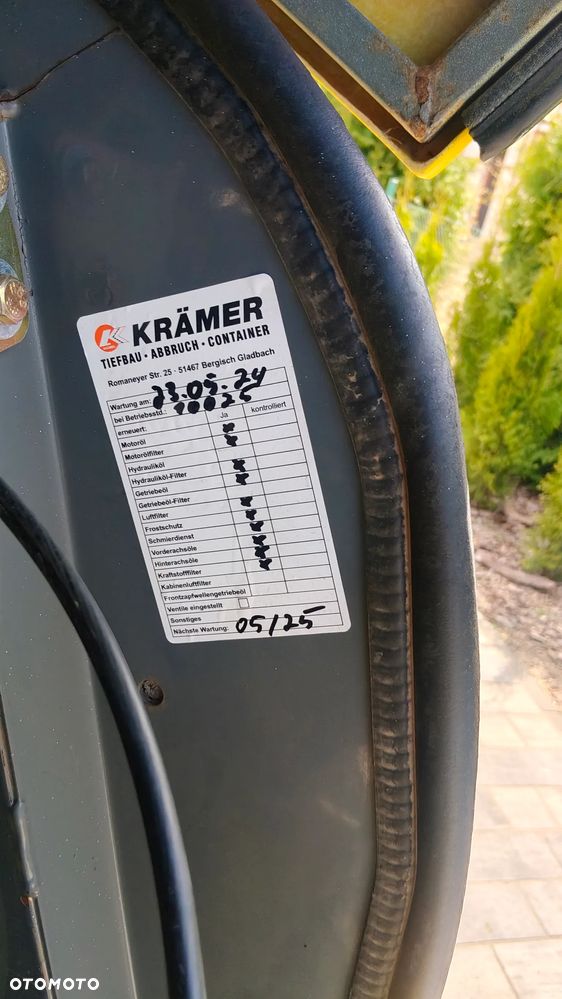 KRÄMER
TIEFBAU · ABBRUCH · CONTAINER
Romaneyer Str. 25 · 51467 Bergisch Gladbach
Wartung am: 23.05.24
bei Betriebsstd.: 10025
erneuert: Ja kontrolliert
Motoröl x
Motorölfilter x
Hydrauliköl
Hydrauliköl-Filter x
Getriebeöl x
Getriebeöl-Filter
Luftfilter x
Frostschutz x
Schmierdienst x
Vorderachsöle x
Hinterachsöle x
Kraftstofffilter x
Kabinenluftfilter
Frontzapfwellengetriebeöl
Ventile eingestellt
Sonstiges
Nächste Wartung: 05/25
OTOMOTO